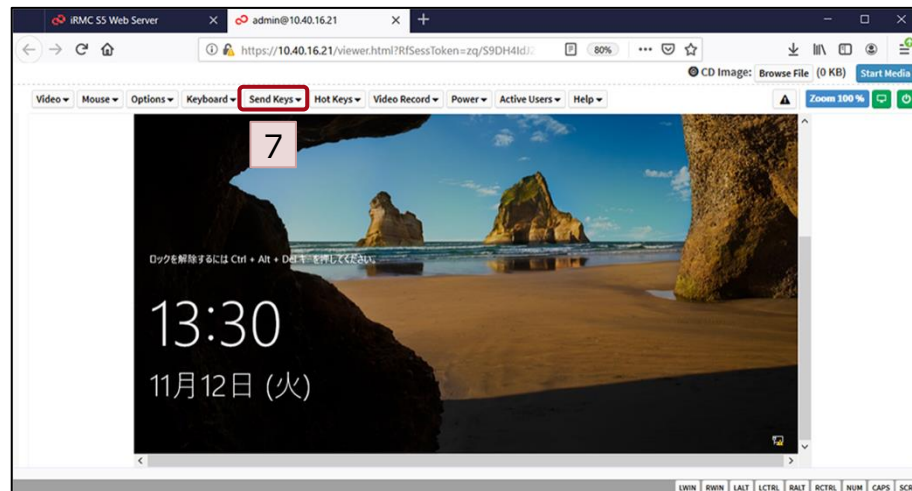 iRMC S5 Web Server
admin@10.40.16.21
https://10.40.16.21/viewer.html?RfSessToken=zq/S9DH4IdJ
80%
CD Image: Browse File (0 KB) Start Media
Video Mouse Options Keyboard Send Keys Hot Keys Video Record Power Active Users Help Zoom 100 %
7
ロックを解除するには Ctrl + Alt + Del キーを押してください。
13:30
11月12日 (火)
LWIN RWIN LALT LCTRL RALT RCTRL NUM CAPS SCR